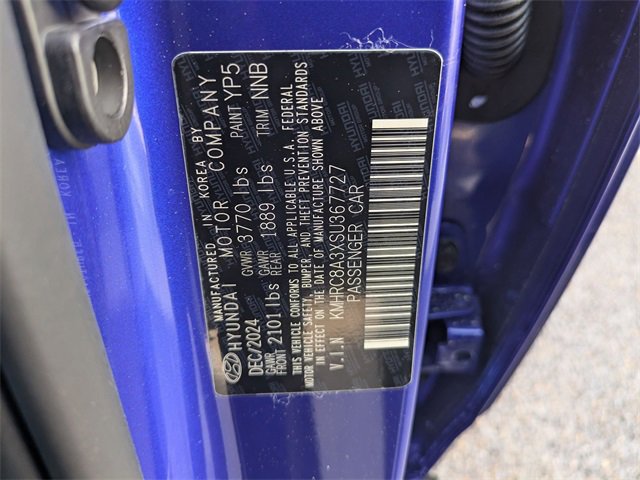 MANUFACTURED IN KOREA BY
HYUNDAI MOTOR COMPANY
DEC/2024 GVWR 3770 lbs PAINT YP5
GAWR FRONT 2101 lbs GAWR REAR 1889 lbs TRIM NNB
THIS VEHICLE CONFORMS TO ALL APPLICABLE U.S.A. FEDERAL
MOTOR VEHICLE SAFETY, BUMPER, AND THEFT PREVENTION STANDARDS
IN EFFECT ON THE DATE OF MANUFACTURE SHOWN ABOVE
V.I.N KMHRC8A3XSU367727
PASSENGER CAR